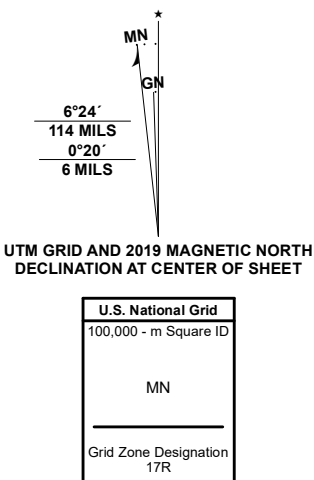 ★
MN
GN
6°24´
114 MILS
0°20´
6 MILS
UTM GRID AND 2019 MAGNETIC NORTH
DECLINATION AT CENTER OF SHEET
U.S. National Grid
100,000 - m Square ID
MN
Grid Zone Designation
17R